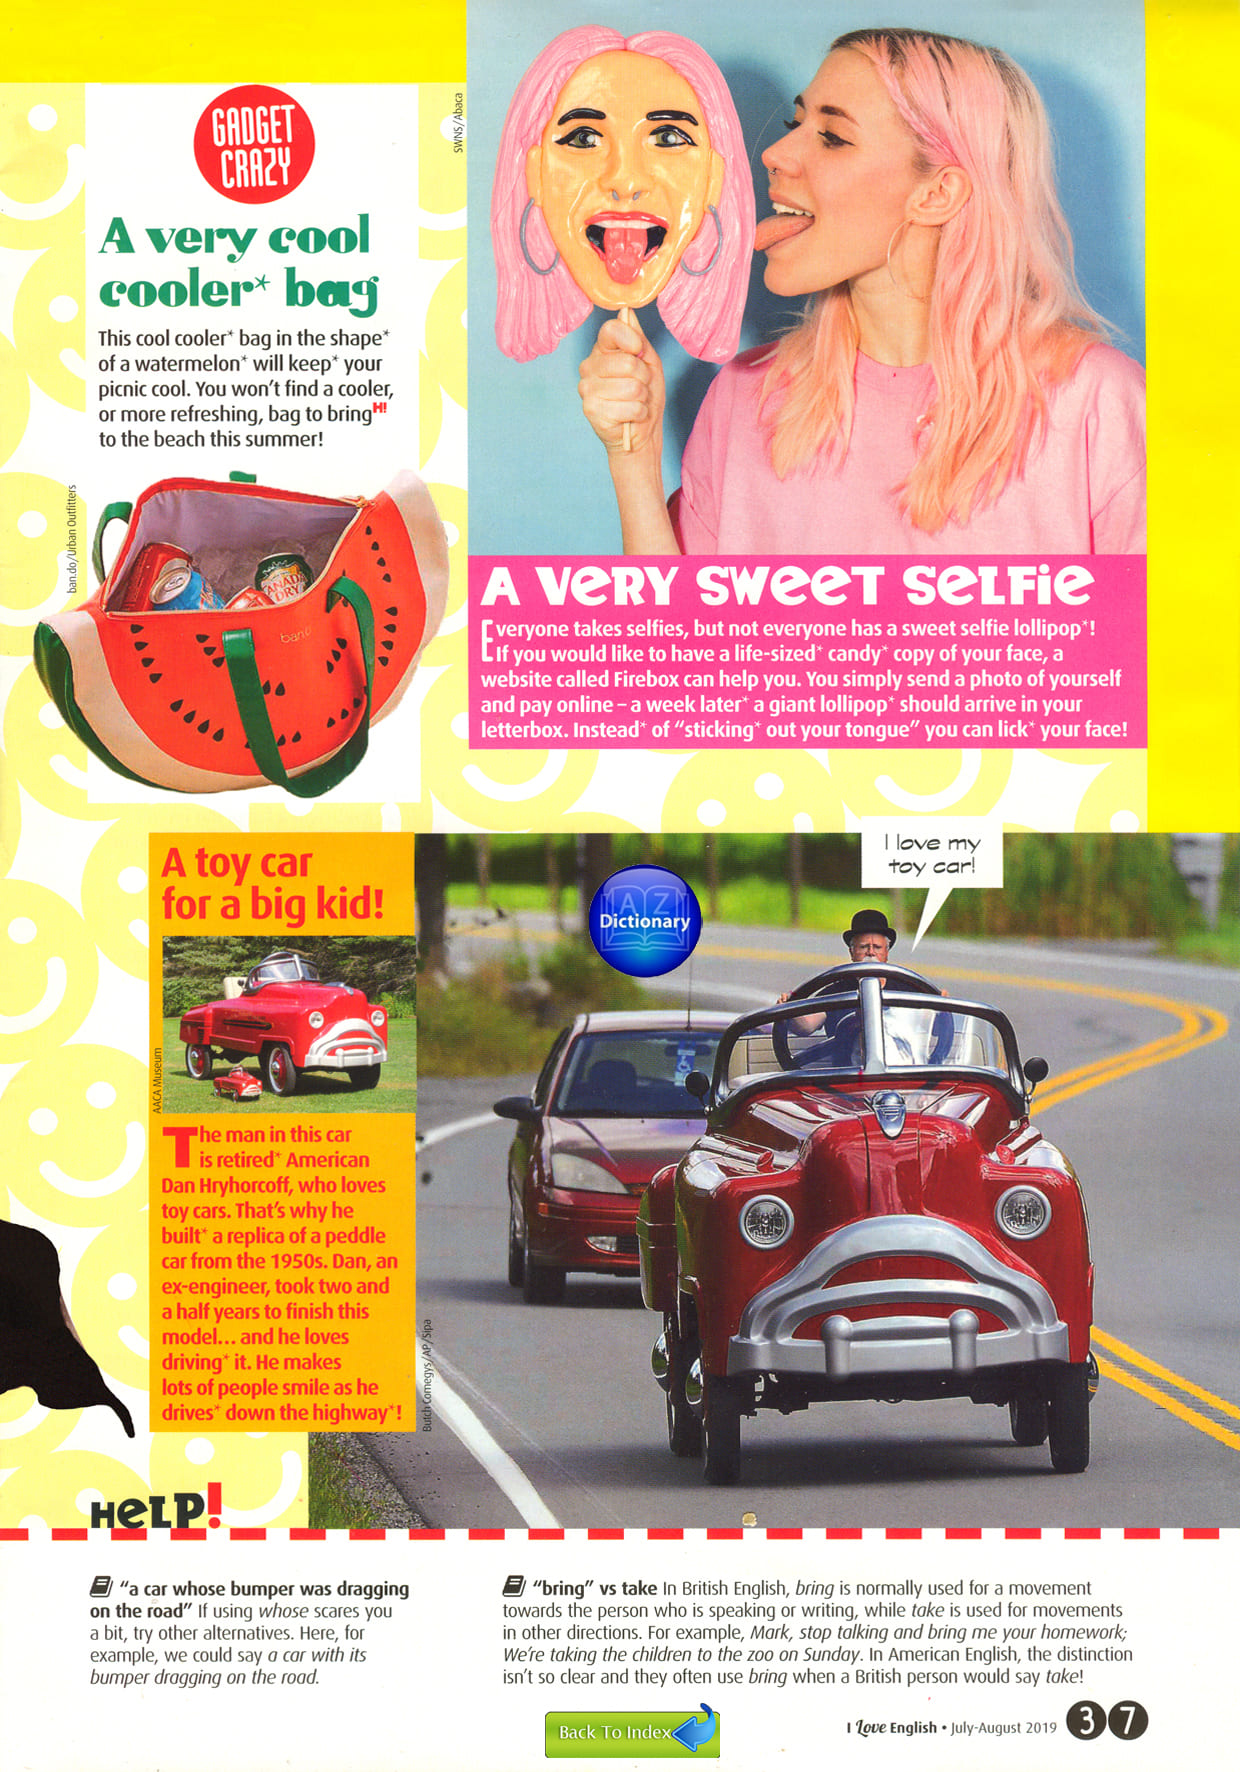 GADGET
CRAZY
A very cool
cooler* bag
This cool cooler* bag in the shape*
of a watermelon* will keep* your
picnic cool. You won't find a cooler,
or more refreshing, bag to bringH!
to the beach this summer!
ban.do/Urban Outfitters
CANADA
DRY
ban.
SWNS/Abaca
A VERY SWEET SELFIE
Everyone takes selfies, but not everyone has a sweet selfie lollipop*!
If you would like to have a life-sized* candy* copy of your face, a
website called Firebox can help you. You simply send a photo of yourself
and pay online – a week later* a giant lollipop* should arrive in your
letterbox. Instead* of "sticking* out your tongue" you can lick* your face!
A toy car
for a big kid!
AACA Museum
The man in this car
is retired* American
Dan Hryhorcoff, who loves
toy cars. That's why he
built* a replica of a peddle
car from the 1950s. Dan, an
ex-engineer, took two and
a half years to finish this
model... and he loves
driving* it. He makes
lots of people smile as he
drives* down the highway*!
Butch Comegys/AP/Sipa
A Z
Dictionary
I love my
toy car!
HELP!
"a car whose bumper was dragging
on the road" If using whose scares you
a bit, try other alternatives. Here, for
example, we could say a car with its
bumper dragging on the road.
"bring" vs take In British English, bring is normally used for a movement
towards the person who is speaking or writing, while take is used for movements
in other directions. For example, Mark, stop talking and bring me your homework;
We're taking the children to the zoo on Sunday. In American English, the distinction
isn't so clear and they often use bring when a British person would say take!
Back To Index
I Love English • July-August 2019 37